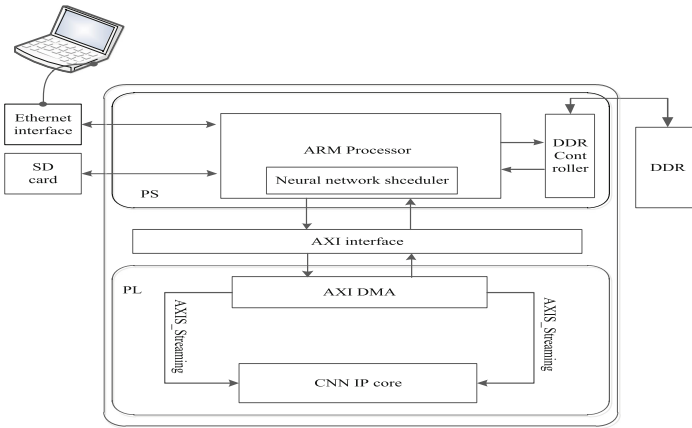 Ethernet
interface
SD
card
PS
ARM Processor
Neural network shceduler
DDR
Cont
roller
DDR
AXI interface
PL
AXI DMA
AXIS_Streaming
AXIS_Streaming
CNN IP core